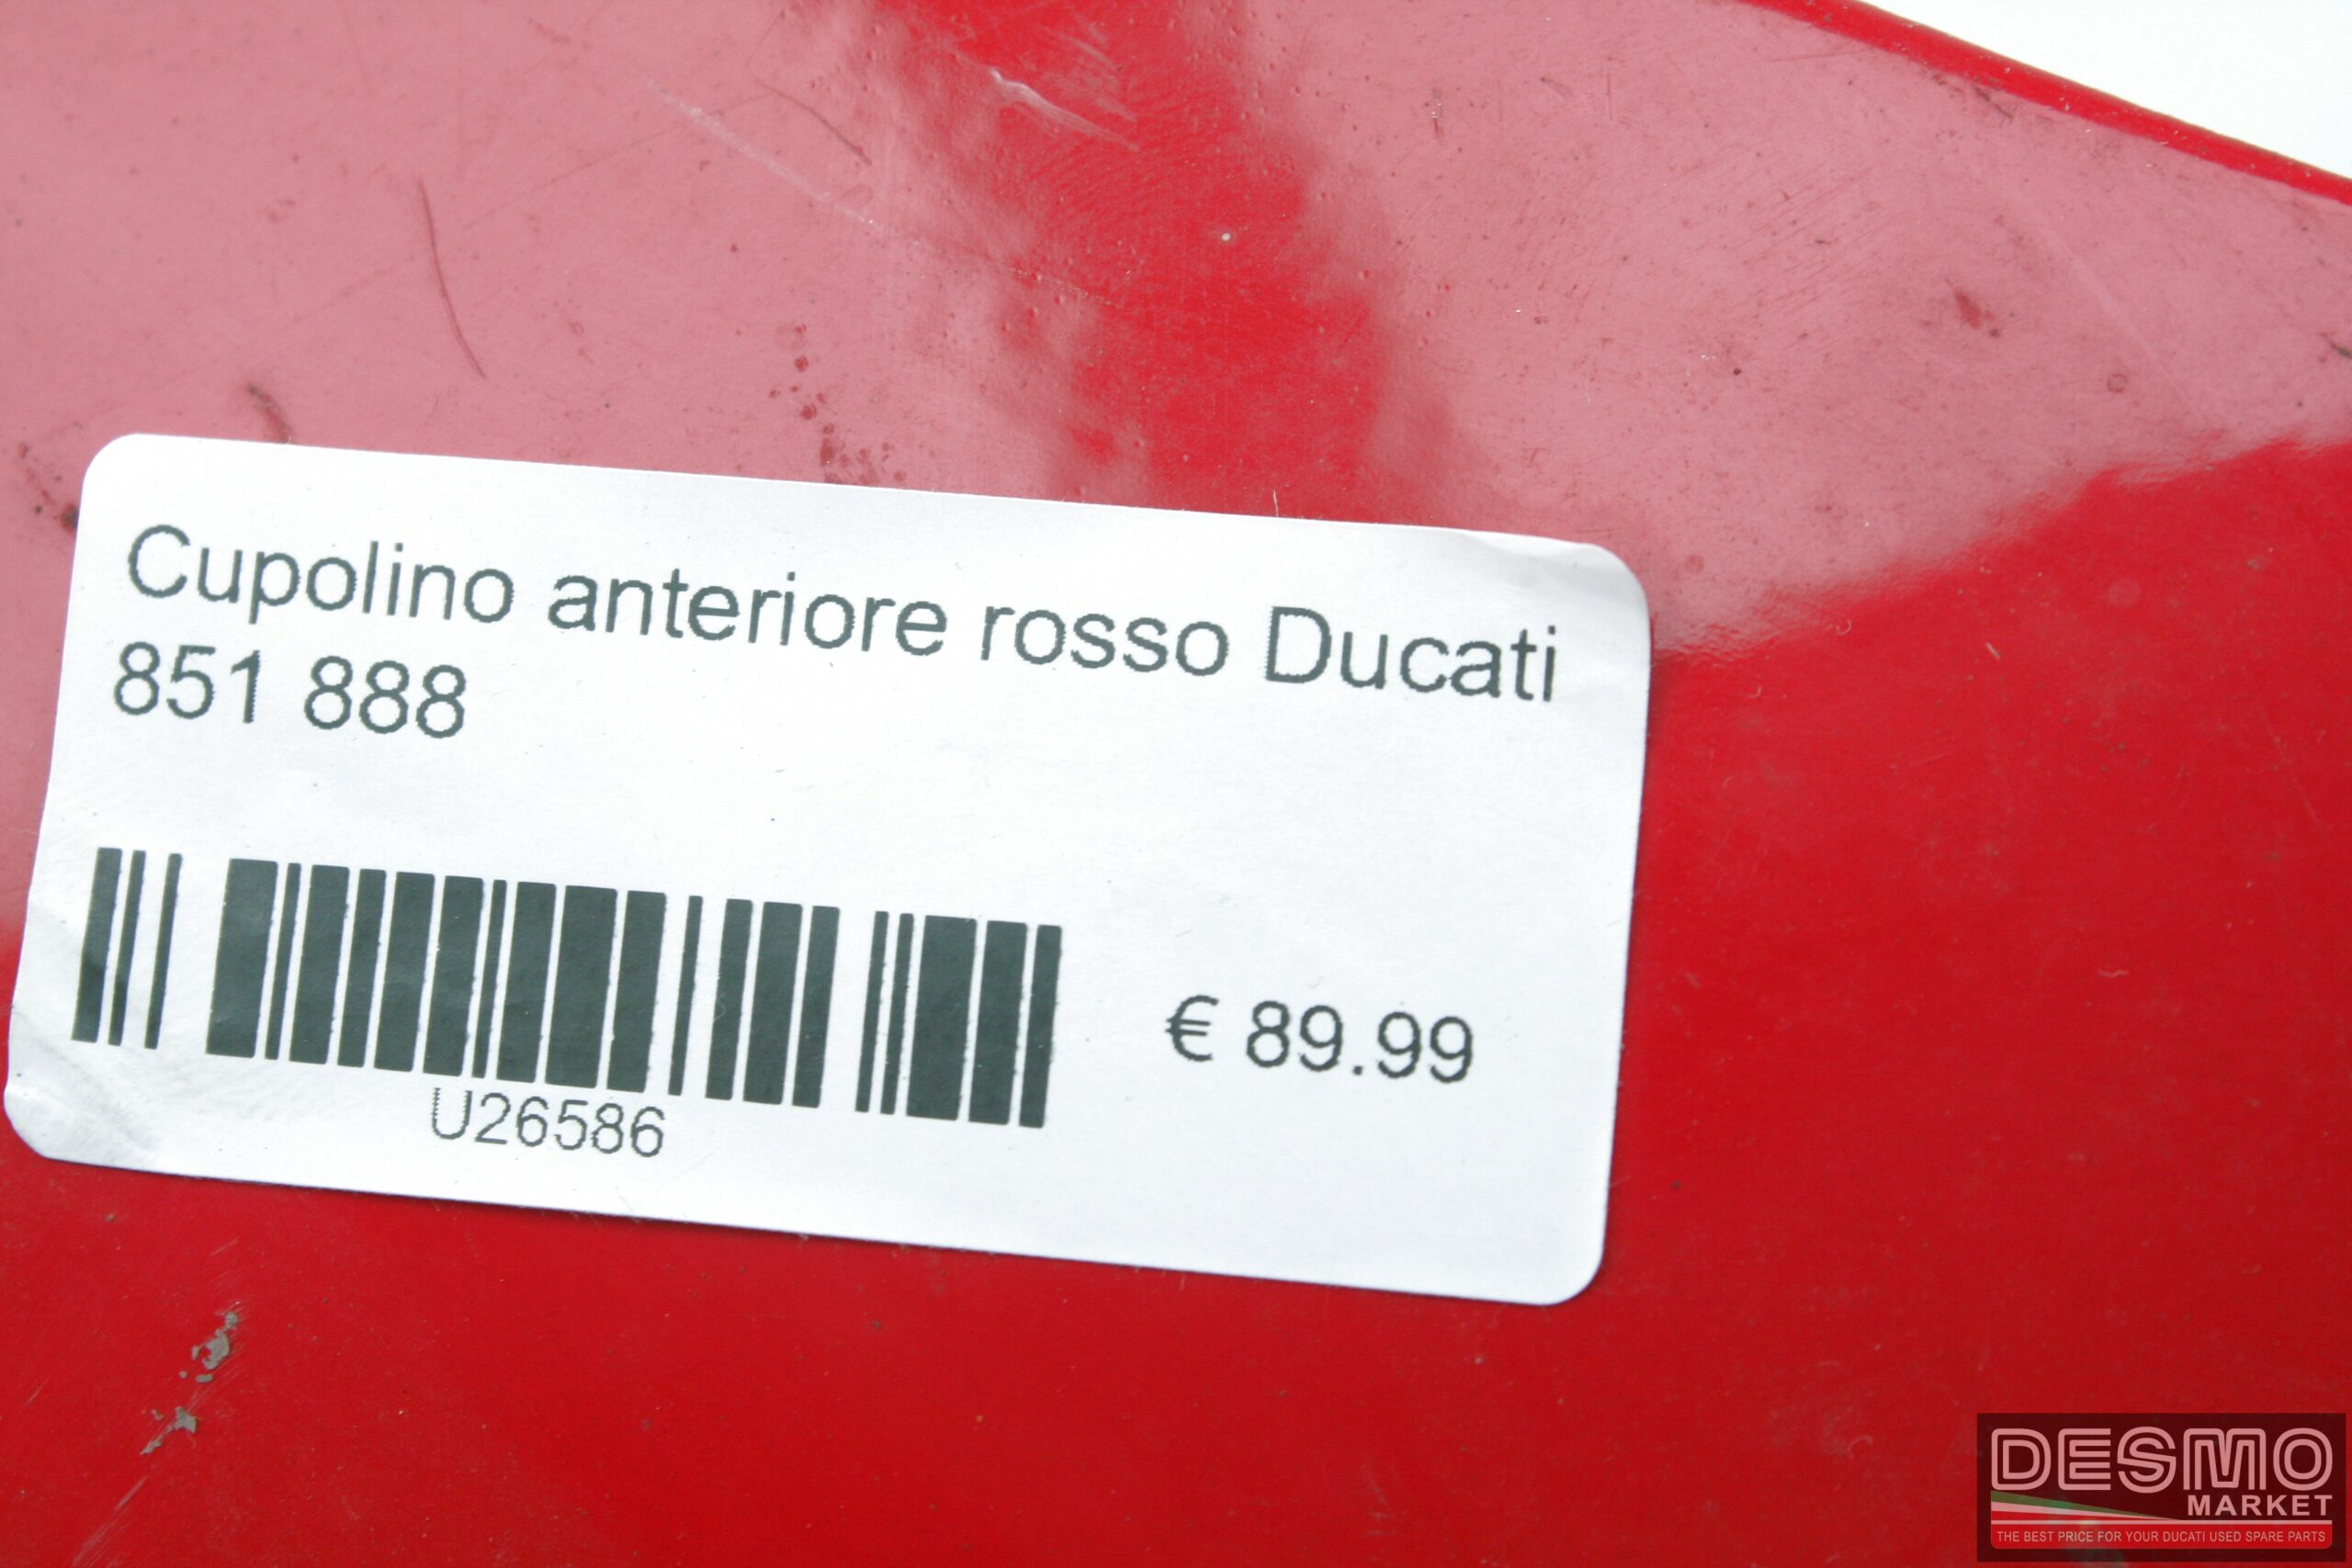 Cupolino anteriore rosso Ducati
851 888
€ 89.99
U26586
DESMO
MARKET
THE BEST PRICE FOR YOUR DUCATI USED SPARE PARTS